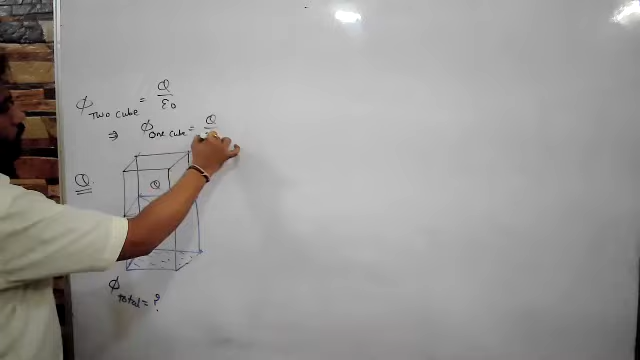 ϕ Two cube = Q/ε0
⇒ ϕ One cube = Q
Q
Q
ϕ total = ?